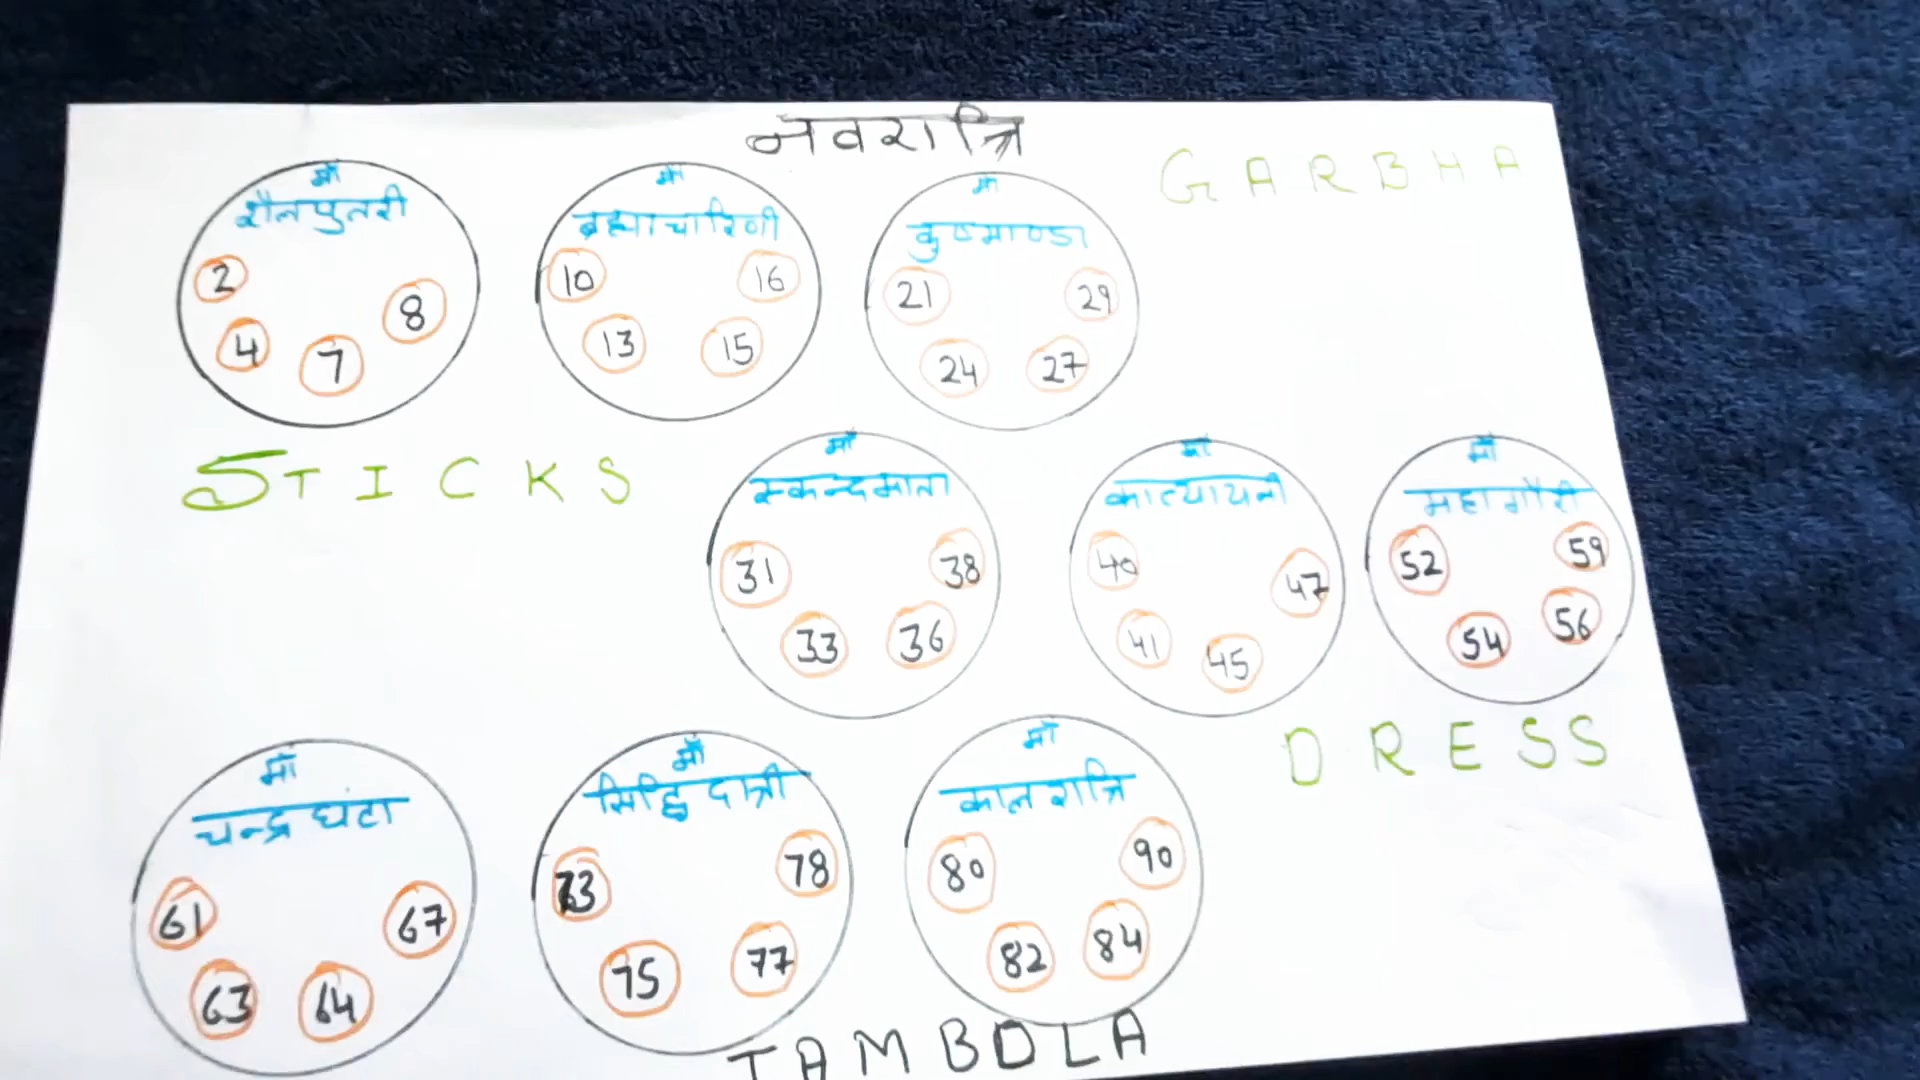 नवरात्रि
GARBHA
माँ
शैलपुतरी
2 4 7 8
माँ
ब्रह्माचारिणी
10 13 15 16
माँ
कुष्माण्डा
21 24 27 29
STICKS
माँ
स्कन्दमाता
31 33 36 38
माँ
कात्यायनी
40 41 45 47
माँ
महागौरी
52 54 56 59
DRESS
माँ
चन्द्रघंटा
61 63 64 67
माँ
सिद्धिदात्री
73 75 77 78
माँ
कालरात्रि
80 82 84 90
TAMBOLA